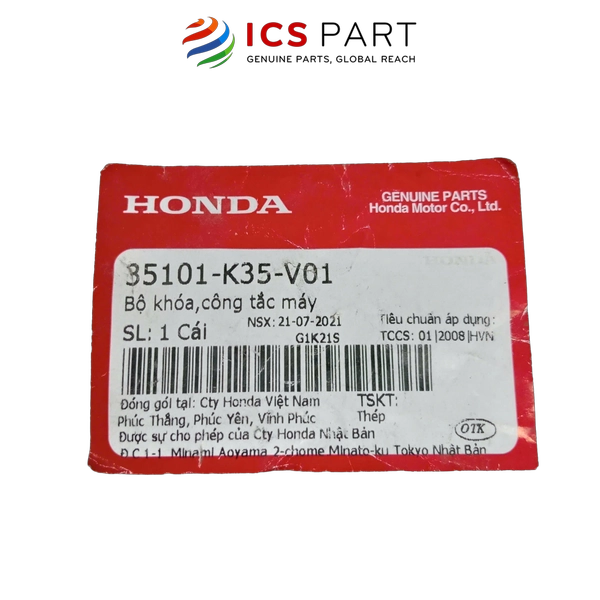 ICS PART
GENUINE PARTS, GLOBAL REACH
HONDA
GENUINE PARTS
Honda Motor Co., Ltd.
35101-K35-V01
Bộ khóa,công tắc máy
SL: 1 Cái
NSX: 21-07-2021
G1K21S
Tiêu chuẩn áp dụng:
TCCS: 01|2008|HVN
Đóng gói tại: Cty Honda Việt Nam
Phúc Thắng, Phúc Yên, Vĩnh Phúc
Được sự cho phép của Cty Honda Nhật Bản
Đ.C 1-1, Minami Aoyama, 2-chome Minato-ku Tokyo Nhật Bản
TSKT:
Thép
OTK